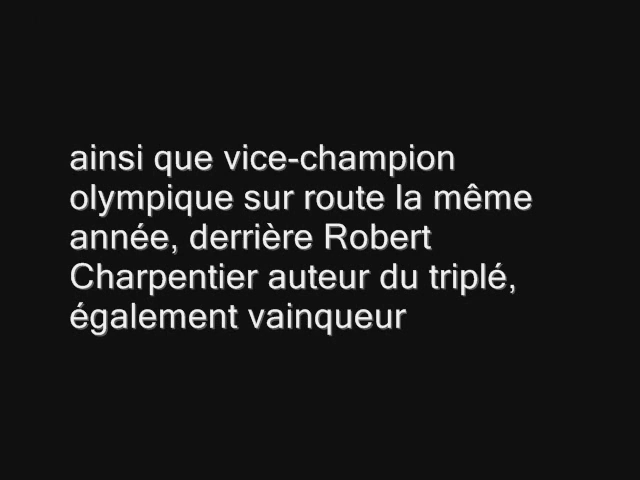 ainsi que vice-champion
olympique sur route la même
année, derrière Robert
Charpentier auteur du triplé,
également vainqueur